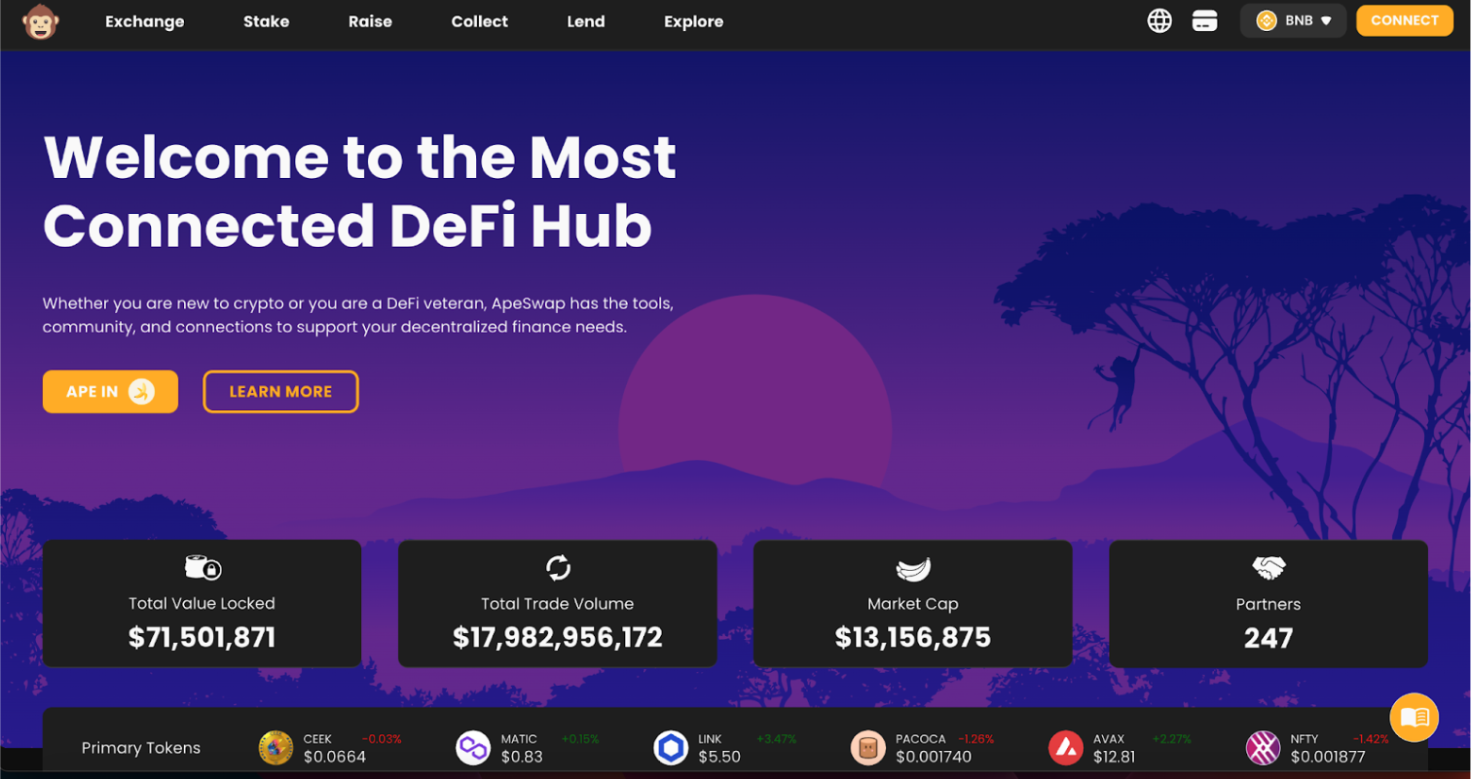 Exchange Stake Raise Collect Lend Explore BNB CONNECT
Welcome to the Most
Connected DeFi Hub
Whether you are new to crypto or you are a DeFi veteran, ApeSwap has the tools,
community, and connections to support your decentralized finance needs.
APE IN LEARN MORE
Total Value Locked
$71,501,871
Total Trade Volume
$17,982,956,172
Market Cap
$13,156,875
Partners
247
Primary Tokens
CEEK -0.03%
$0.0664
MATIC +0.15%
$0.83
LINK +3.47%
$5.50
PACOCA -1.26%
$0.001740
AVAX +2.27%
$12.81
NFTY -1.42%
$0.001877